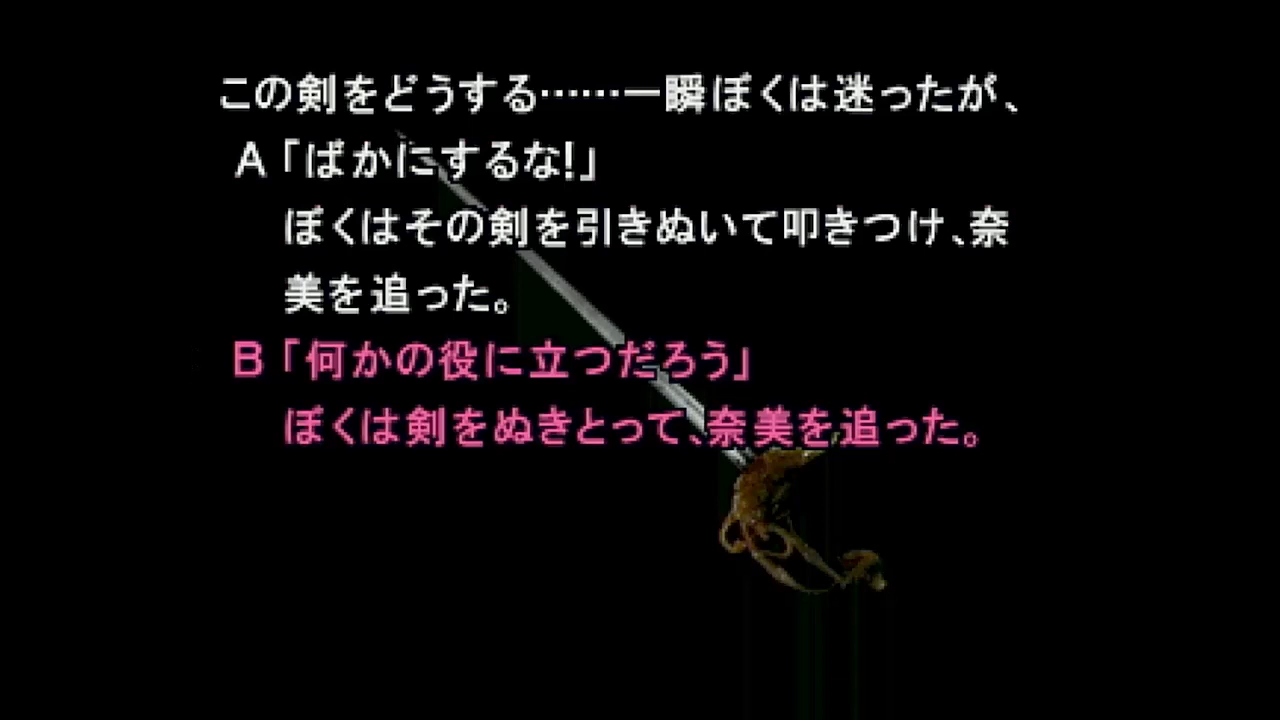 この剣をどうする……一瞬ぼくは迷ったが、
A「ばかにするな!」
ぼくはその剣を引きぬいて叩きつけ、奈
美を追った。
B「何かの役に立つだろう」
ぼくは剣をぬきとって、奈美を追った。